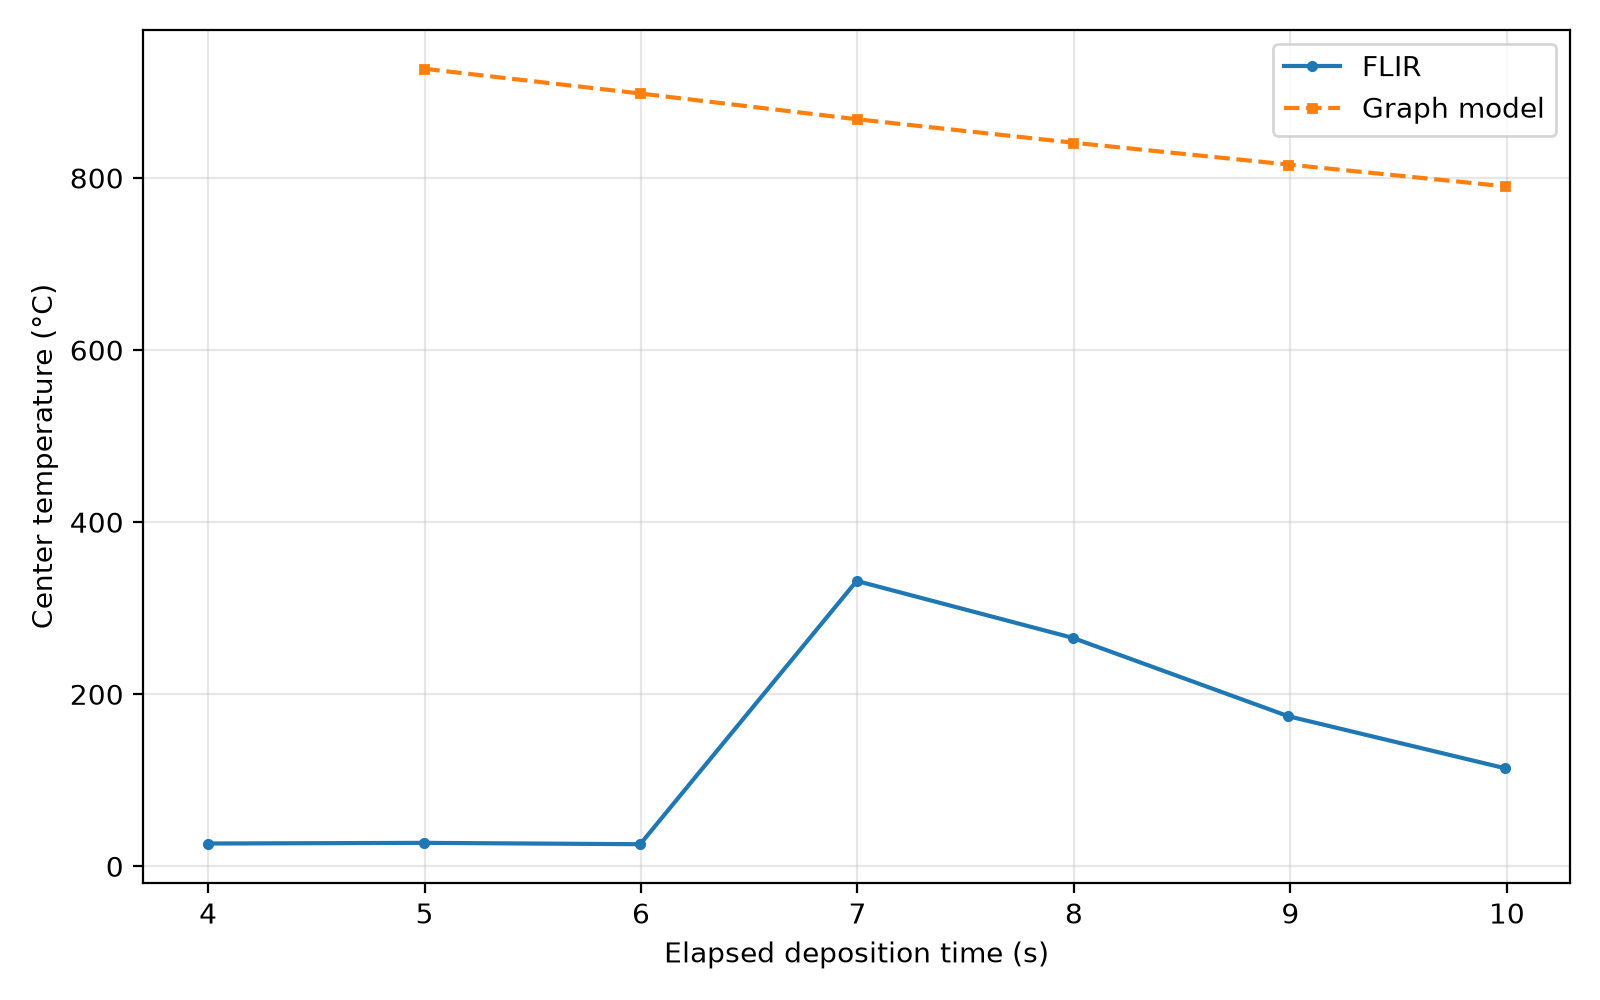 FLIR
Graph model
Center temperature (°C)
800
600
400
200
0
4 5 6 7 8 9 10
Elapsed deposition time (s)